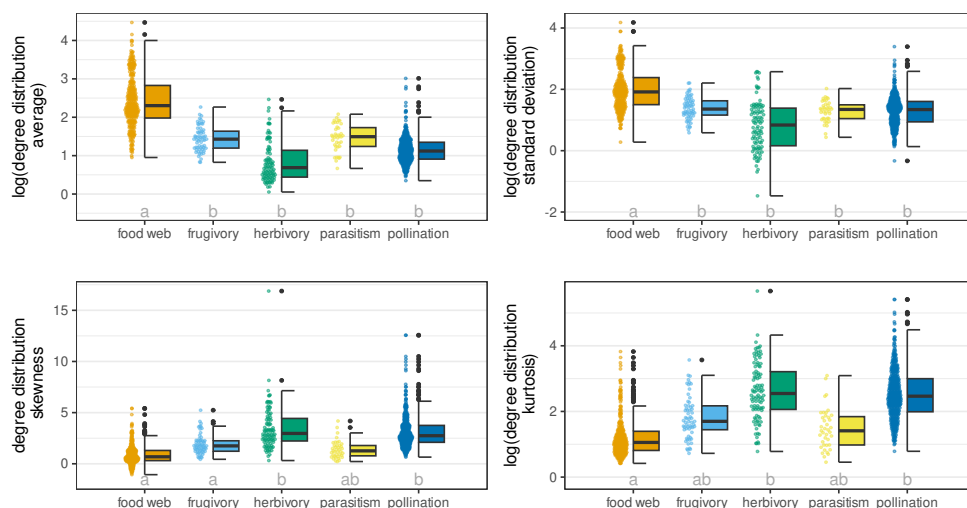 log(degree distribution
average)
4
3
2
1
0
a b b b b
food web frugivory herbivory parasitism pollination
log(degree distribution
standard deviation)
4
2
0
-2
a b b b b
food web frugivory herbivory parasitism pollination
degree distribution
skewness
15
10
5
0
a a b ab b
food web frugivory herbivory parasitism pollination
log(degree distribution
kurtosis)
4
2
0
a ab b ab b
food web frugivory herbivory parasitism pollination